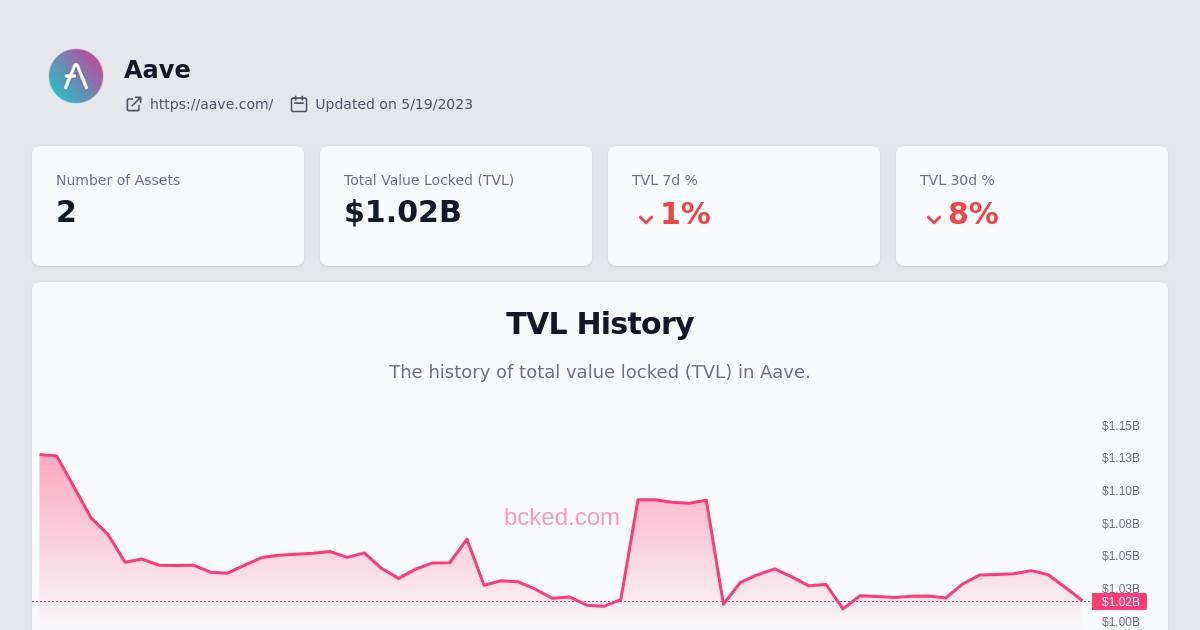 Aave
https://aave.com/ Updated on 5/19/2023
Number of Assets
2
Total Value Locked (TVL)
$1.02B
TVL 7d %
1%
TVL 30d %
8%
TVL History
The history of total value locked (TVL) in Aave.
$1.15B
$1.13B
$1.10B
bcked.com
$1.08B
$1.05B
$1.03B
$1.02B
$1.00B